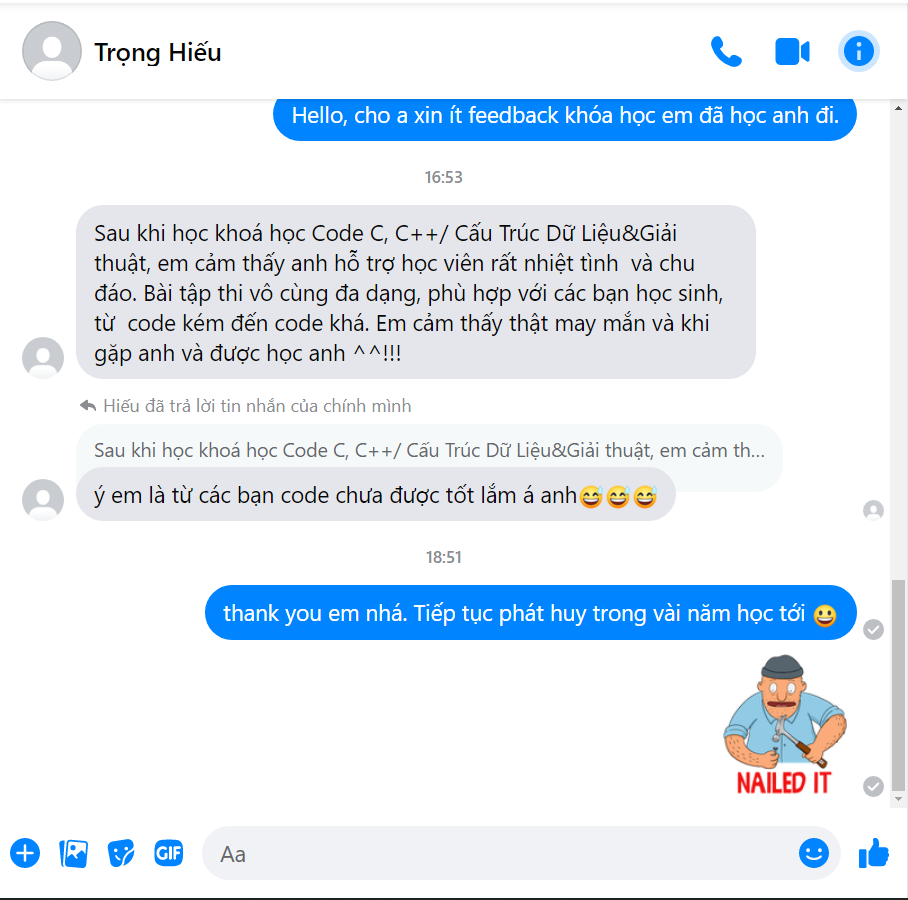 Trọng Hiếu
Hello, cho a xin ít feedback khóa học em đã học anh đi.
16:53
Sau khi học khoá học Code C, C++/ Cấu Trúc Dữ Liệu&Giải
thuật, em cảm thấy anh hỗ trợ học viên rất nhiệt tình và chu
đáo. Bài tập thi vô cùng đa dạng, phù hợp với các bạn học sinh,
từ code kém đến code khá. Em cảm thấy thật may mắn và khi
gặp anh và được học anh ^^!!!
Hiếu đã trả lời tin nhắn của chính mình
Sau khi học khoá học Code C, C++/ Cấu Trúc Dữ Liệu&Giải thuật, em cảm th...
ý em là từ các bạn code chưa được tốt lắm á anh😅😅😅
18:51
thank you em nhá. Tiếp tục phát huy trong vài năm học tới 😀
NAILED IT
GIF
Aa